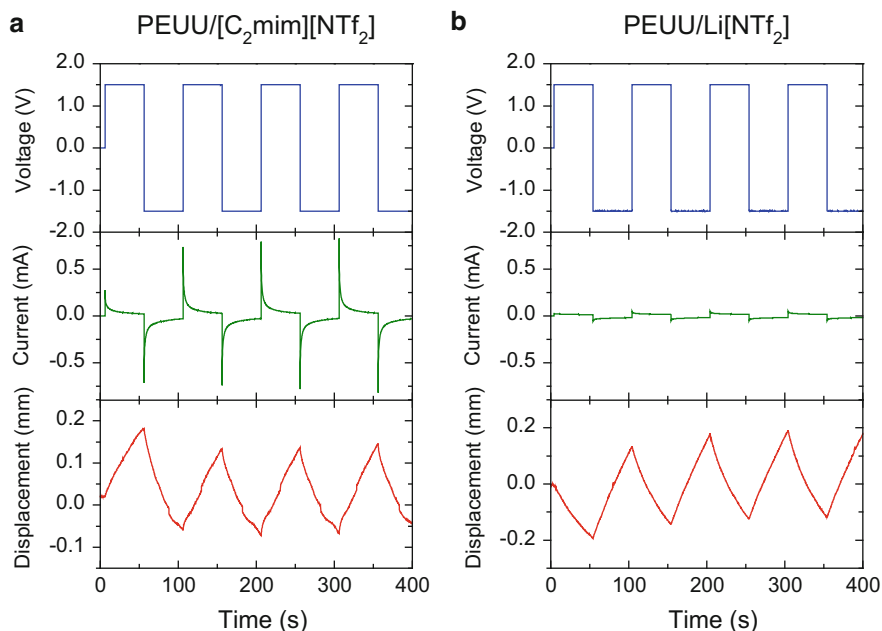 a PEUU/[C₂mim][NTf₂]
b PEUU/Li[NTf₂]
Voltage (V)
2.0
1.0
0.0
-1.0
-2.0
Current (mA)
0.5
0.0
-0.5
Displacement (mm)
0.2
0.1
0.0
-0.1
0 100 200 300 400
Time (s)
Voltage (V)
2.0
1.0
0.0
-1.0
-2.0
Current (mA)
0.5
0.0
-0.5
Displacement (mm)
0.2
0.0
-0.2
0 100 200 300 400
Time (s)